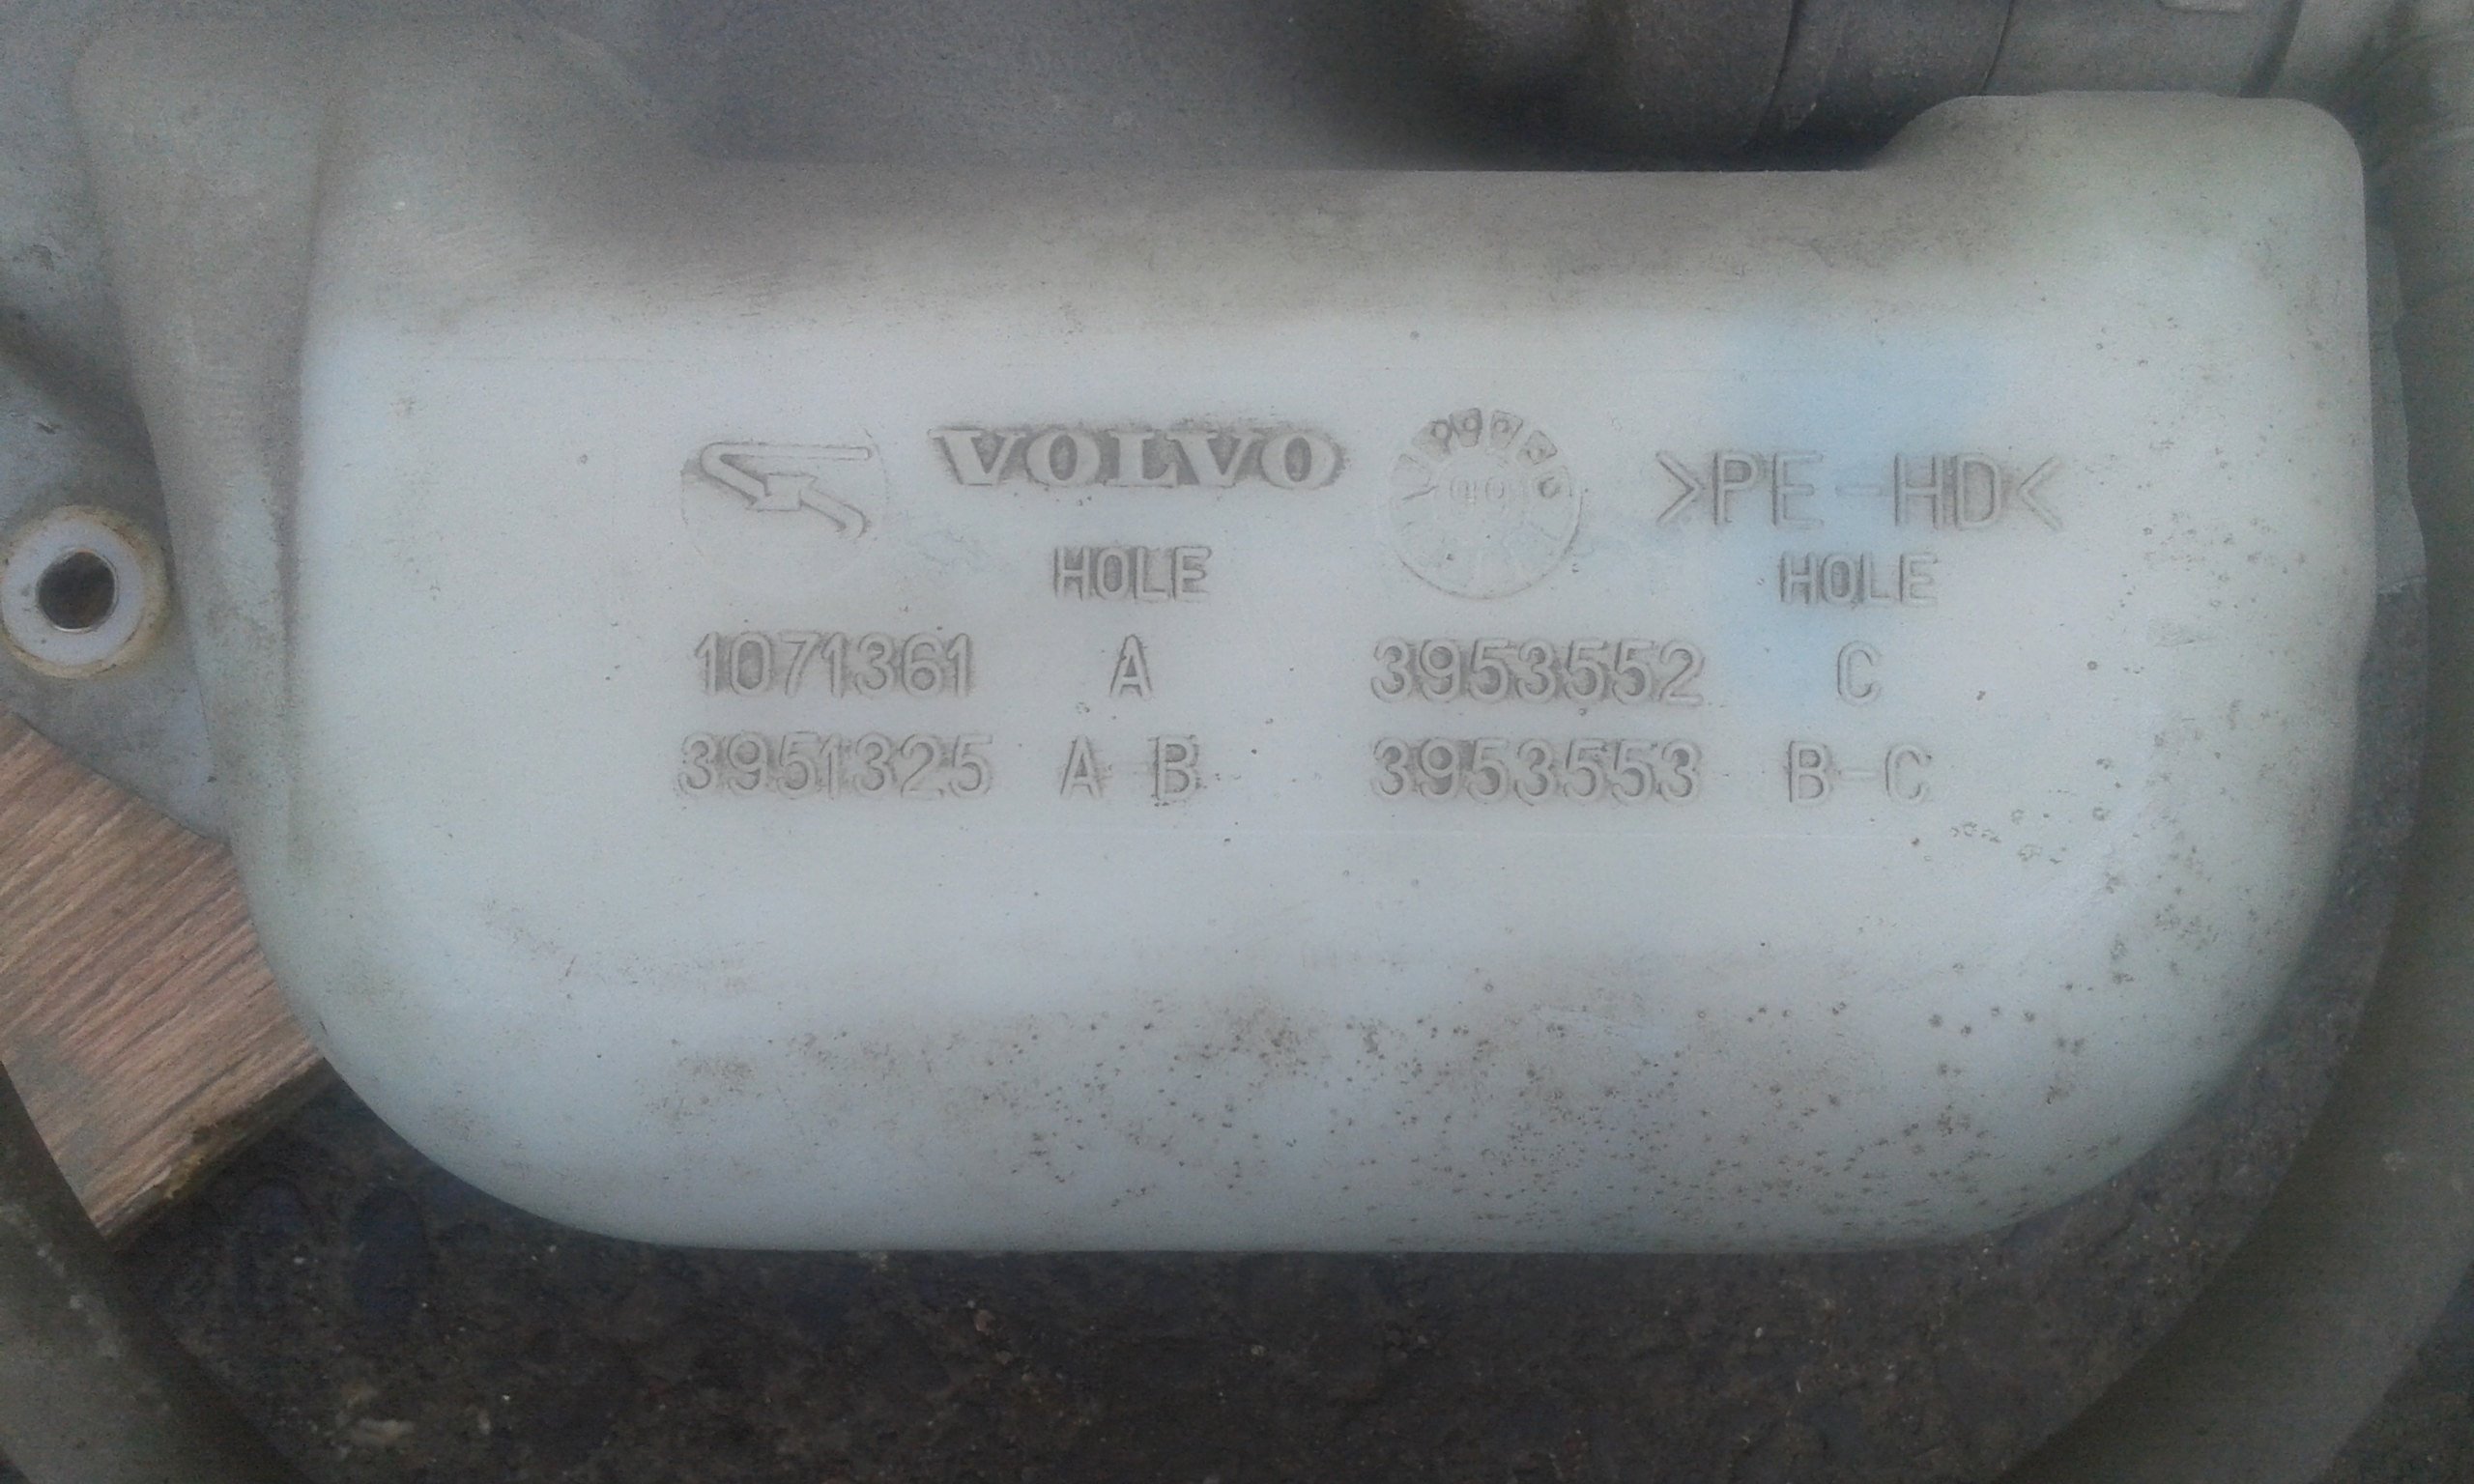 VOLVO
>PE-HD<
HOLE HOLE
1071361 A 3953552 C
3951325 A-B 3953553 B-C